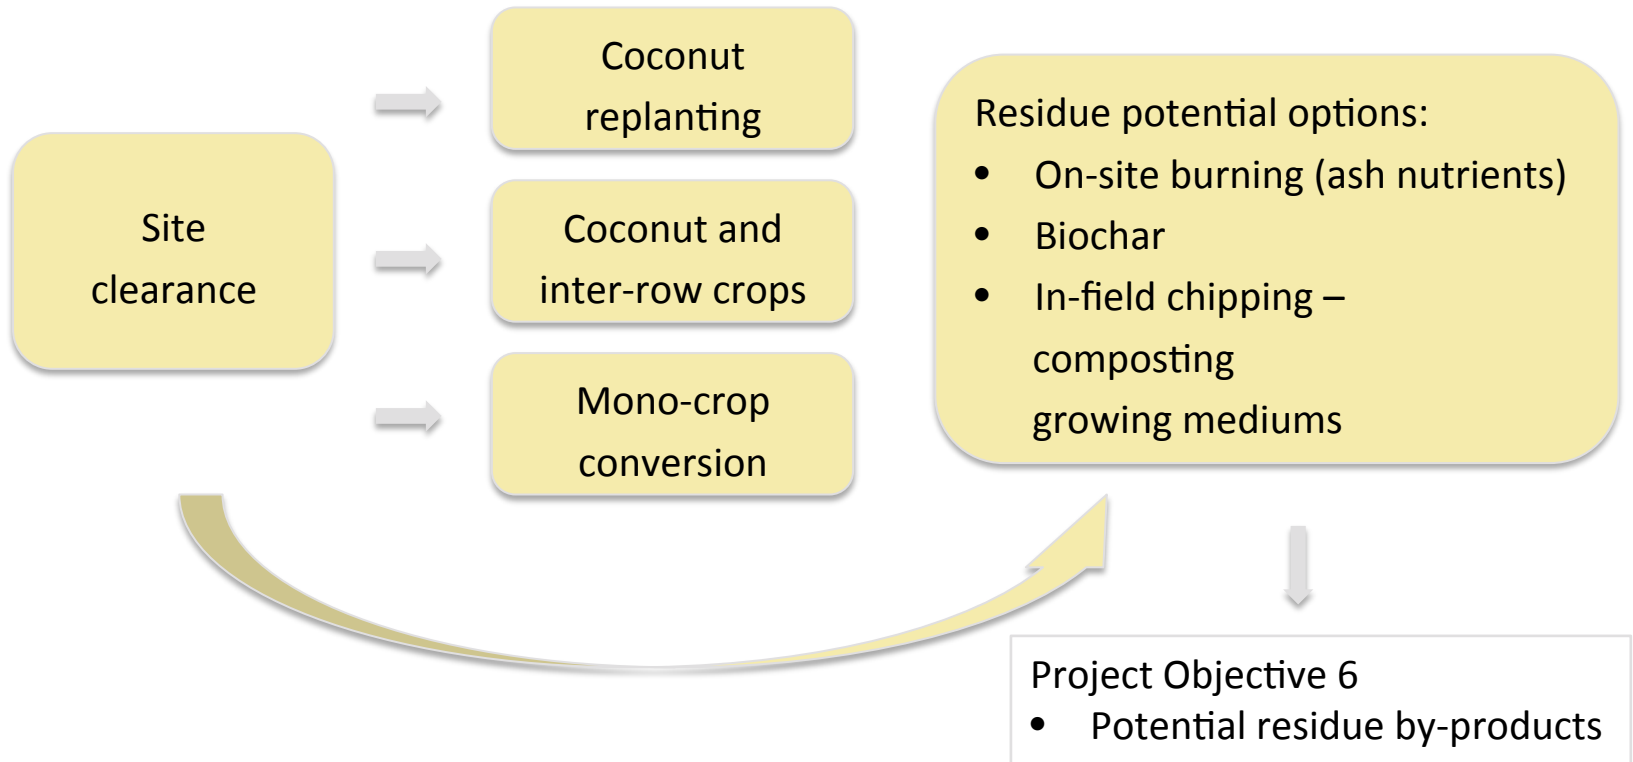 Site
clearance
Coconut
replanting
Coconut and
inter-row crops
Mono-crop
conversion
Residue potential options:
• On-site burning (ash nutrients)
• Biochar
• In-field chipping –
composting
growing mediums
Project Objective 6
• Potential residue by-products